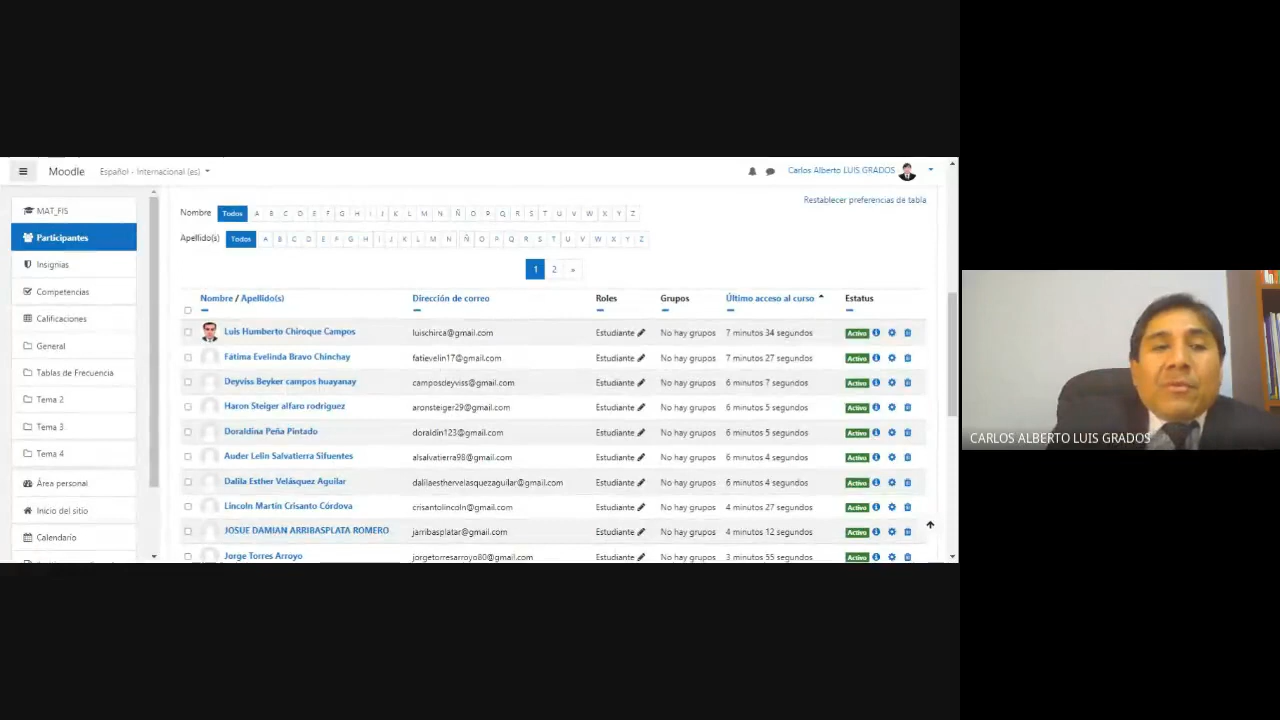 Moodle Español - Internacional (es) Carlos Alberto LUIS GRADOS
MAT_FIS
Participantes
Insignias
Competencias
Calificaciones
General
Tablas de Frecuencia
Tema 2
Tema 3
Tema 4
Área personal
Inicio del sitio
Calendario
Restablecer preferencias de tabla
Nombre Todos A B C D E F G H I J K L M N Ñ O P Q R S T U V W X Y Z
Apellido(s) Todos A B C D E F G H I J K L M N Ñ O P Q R S T U V W X Y Z
1 2 »
Nombre / Apellido(s) Dirección de correo Roles Grupos Último acceso al curso Estatus
Luis Humberto Chiroque Campos luischirca@gmail.com Estudiante No hay grupos 7 minutos 34 segundos Activo
Fátima Evelinda Bravo Chinchay fatievelin17@gmail.com Estudiante No hay grupos 7 minutos 27 segundos Activo
Deyviss Beyker campos huayanay camposdeyviss@gmail.com Estudiante No hay grupos 6 minutos 7 segundos Activo
Haron Steiger alfaro rodriguez aronsteiger29@gmail.com Estudiante No hay grupos 6 minutos 5 segundos Activo
Doraldina Peña Pintado doraldin123@gmail.com Estudiante No hay grupos 6 minutos 5 segundos Activo
Auder Lelin Salvatierra Sifuentes alsalvatierra98@gmail.com Estudiante No hay grupos 6 minutos 4 segundos Activo
Dalila Esther Velásquez Aguilar dalilaesthervelasquezaguilar@gmail.com Estudiante No hay grupos 6 minutos 4 segundos Activo
Lincoln Martín Crisanto Córdova crisantolincoln@gmail.com Estudiante No hay grupos 4 minutos 27 segundos Activo
JOSUE DAMIAN ARRIBASPLATA ROMERO jarribasplatar@gmail.com Estudiante No hay grupos 4 minutos 12 segundos Activo
Jorge Torres Arroyo jorgetorresarroyo80@gmail.com Estudiante No hay grupos 3 minutos 55 segundos Activo
CARLOS ALBERTO LUIS GRADOS